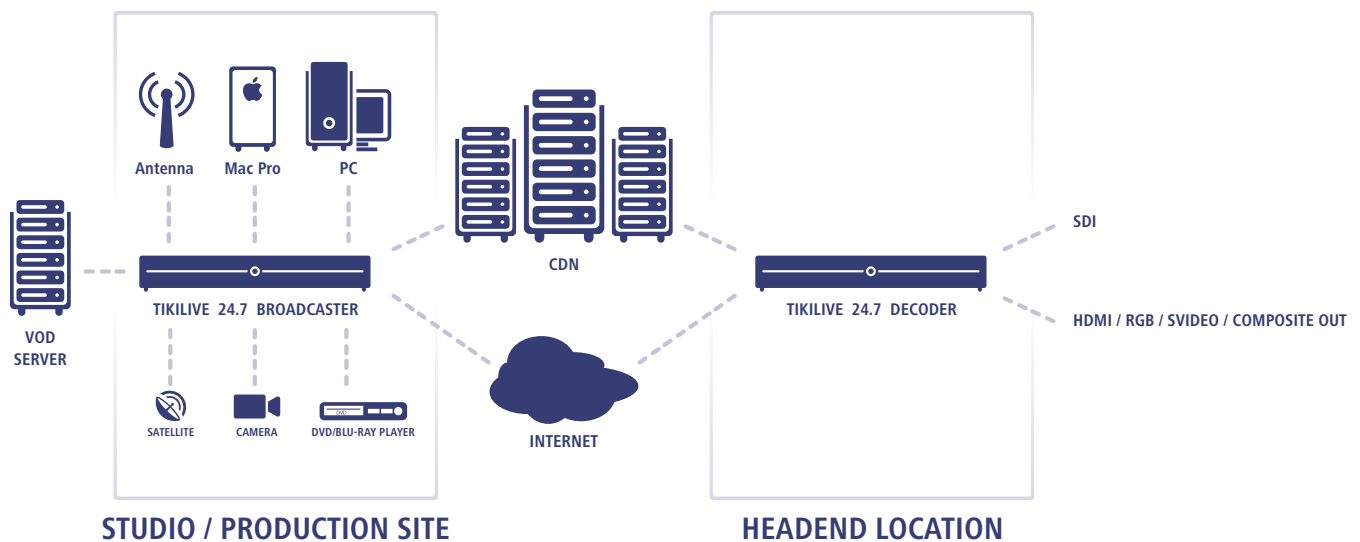 Antenna
Mac Pro
PC
VOD
SERVER
TIKILIVE 24.7 BROADCASTER
SATELLITE
CAMERA
DVD
DVD/BLU-RAY PLAYER
STUDIO / PRODUCTION SITE
CDN
INTERNET
TIKILIVE 24.7 DECODER
HEADEND LOCATION
SDI
HDMI / RGB / SVIDEO / COMPOSITE OUT